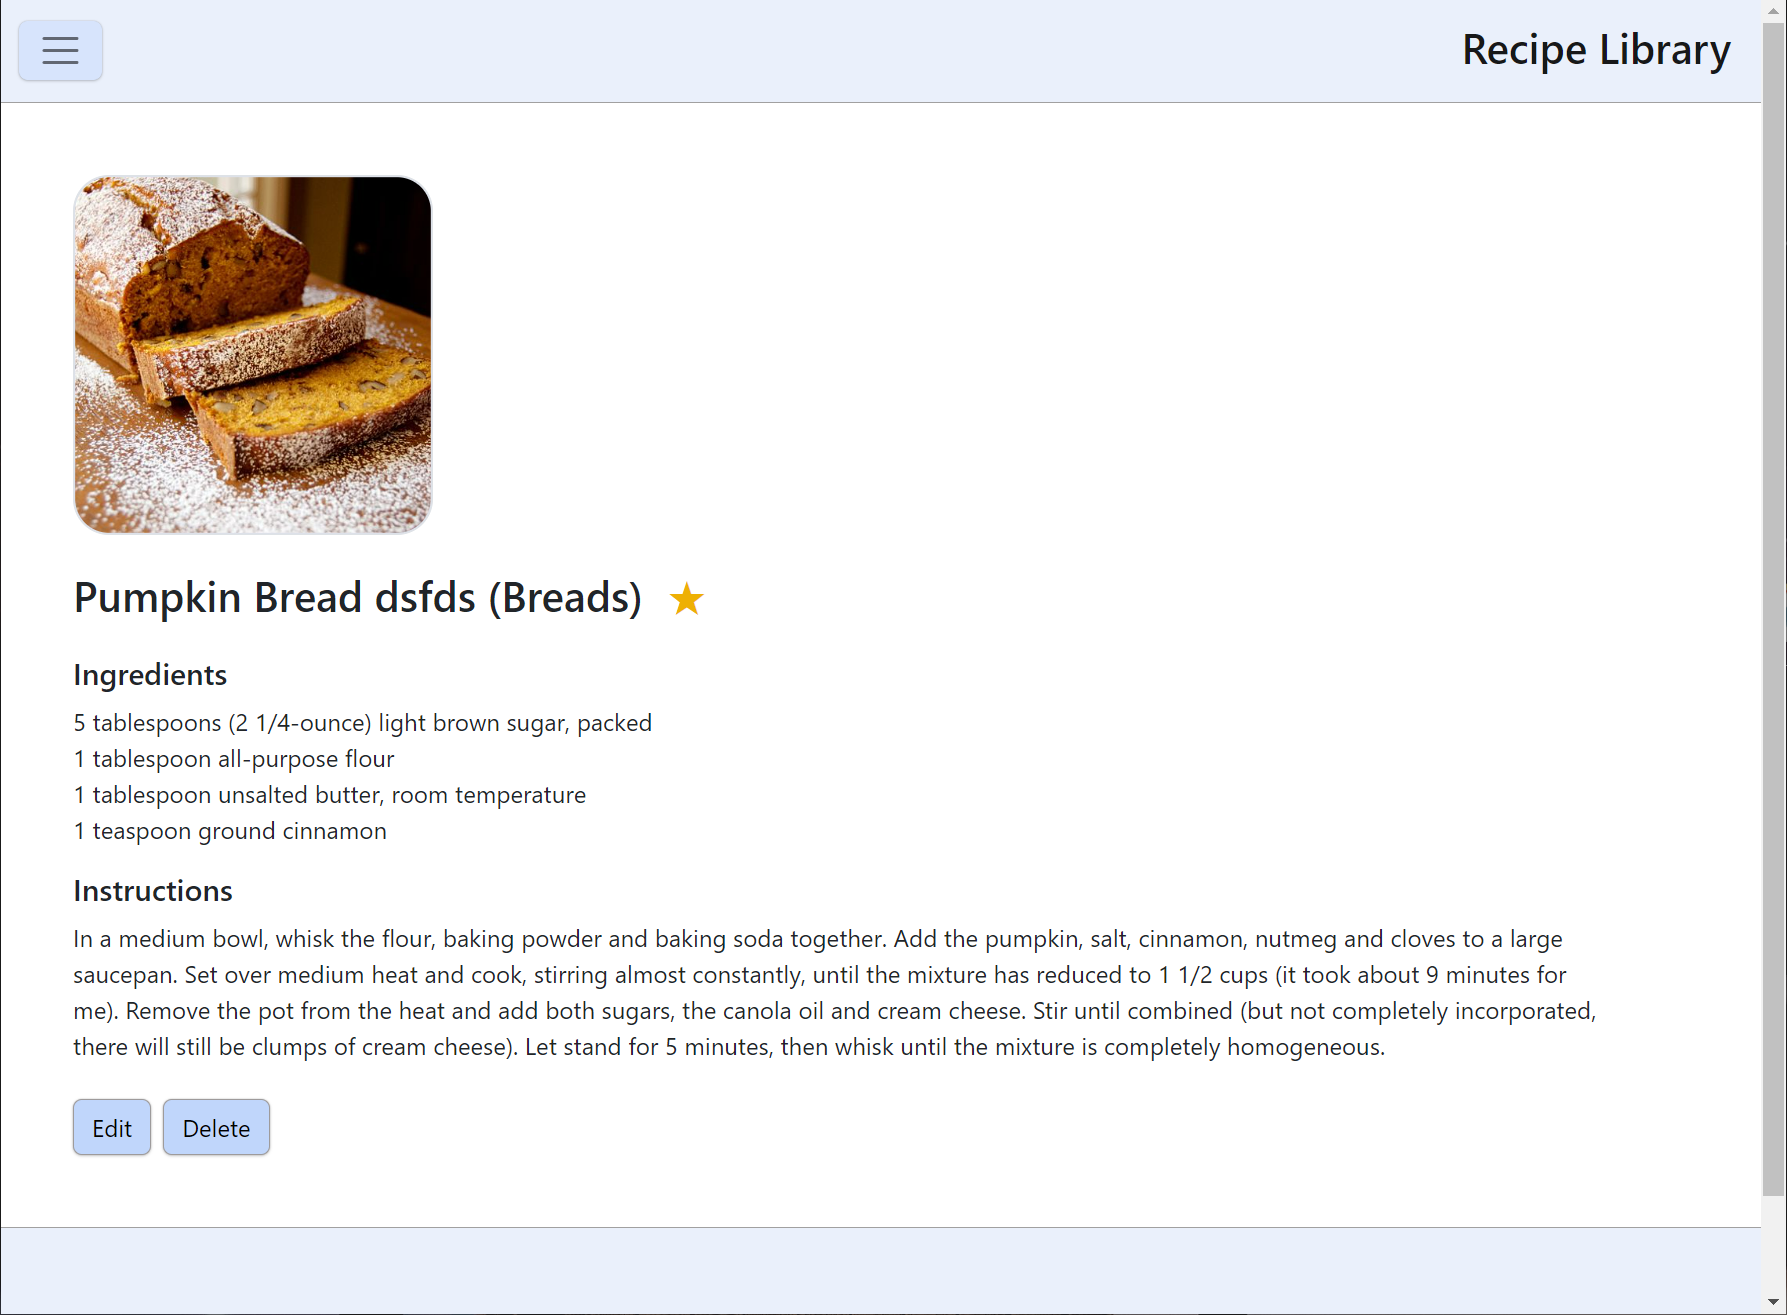 Recipe Library
Pumpkin Bread dsfds (Breads) ★
Ingredients
5 tablespoons (2 1/4-ounce) light brown sugar, packed
1 tablespoon all-purpose flour
1 tablespoon unsalted butter, room temperature
1 teaspoon ground cinnamon
Instructions
In a medium bowl, whisk the flour, baking powder and baking soda together. Add the pumpkin, salt, cinnamon, nutmeg and cloves to a large
saucepan. Set over medium heat and cook, stirring almost constantly, until the mixture has reduced to 1 1/2 cups (it took about 9 minutes for
me). Remove the pot from the heat and add both sugars, the canola oil and cream cheese. Stir until combined (but not completely incorporated,
there will still be clumps of cream cheese). Let stand for 5 minutes, then whisk until the mixture is completely homogeneous.
Edit Delete